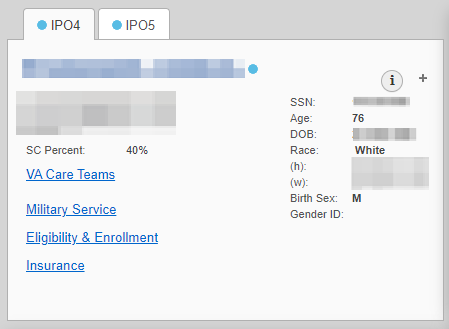 IPO4 IPO5
i +
SSN:
Age: 76
DOB:
SC Percent: 40% Race: White
VA Care Teams (h):
(w):
Military Service Birth Sex: M
Gender ID:
Eligibility & Enrollment
Insurance